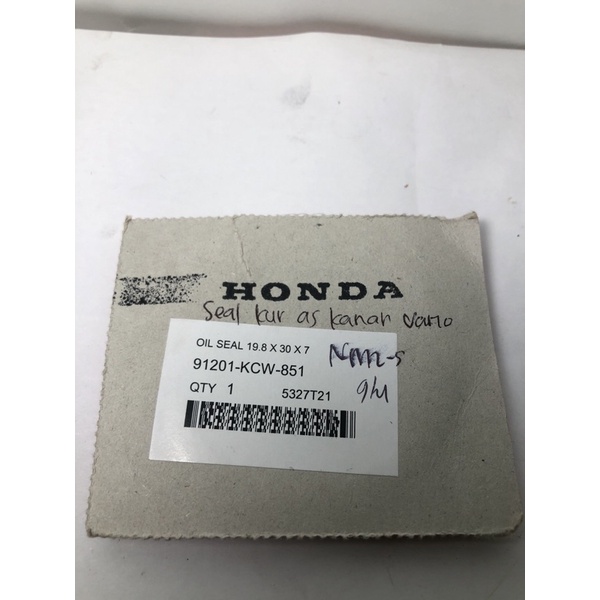 HONDA
Seal kur as kanan vario
OIL SEAL 19.8 X 30 X 7
91201-KCW-851
QTY 1 5327T21